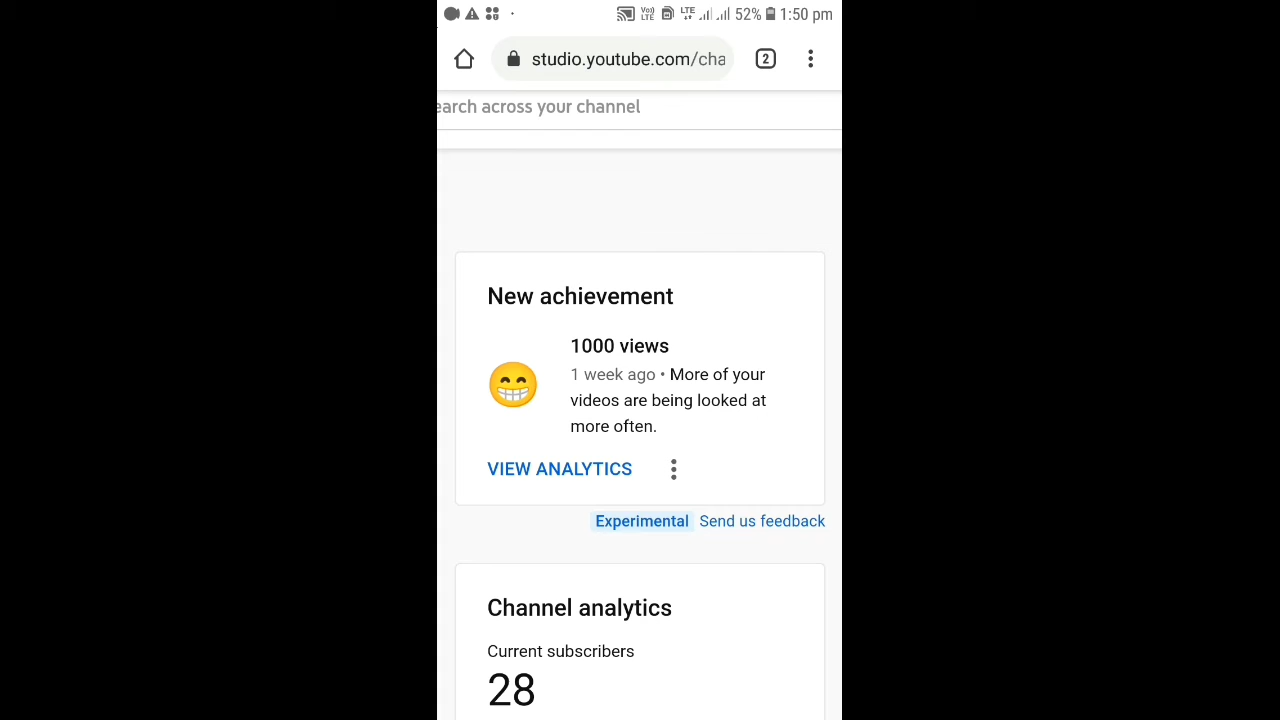 52% 1:50 pm
studio.youtube.com/cha
2
earch across your channel
New achievement
1000 views
1 week ago • More of your
videos are being looked at
more often.
VIEW ANALYTICS
Experimental Send us feedback
Channel analytics
Current subscribers
28